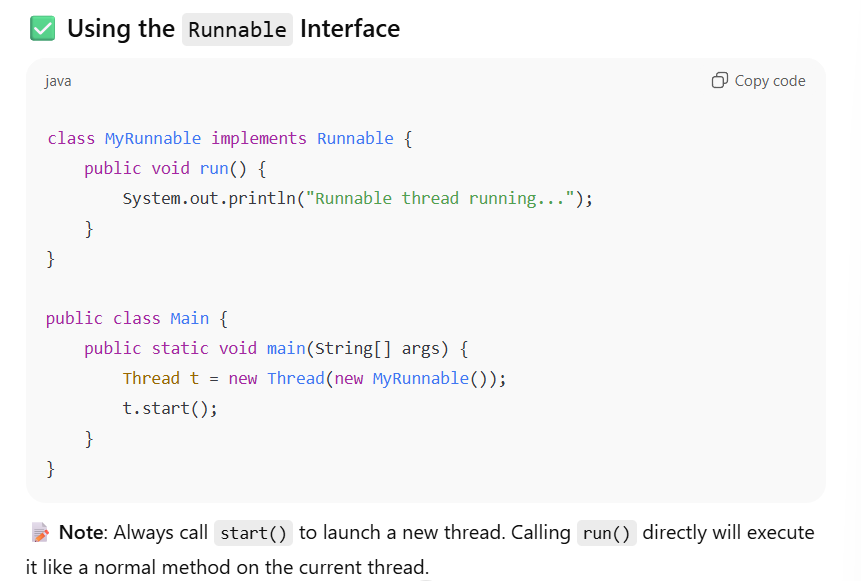 ✅ Using the Runnable Interface
java
Copy code
class MyRunnable implements Runnable {
    public void run() {
        System.out.println("Runnable thread running...");
    }
}

public class Main {
    public static void main(String[] args) {
        Thread t = new Thread(new MyRunnable());
        t.start();
    }
}
📝 Note: Always call start() to launch a new thread. Calling run() directly will execute
it like a normal method on the current thread.